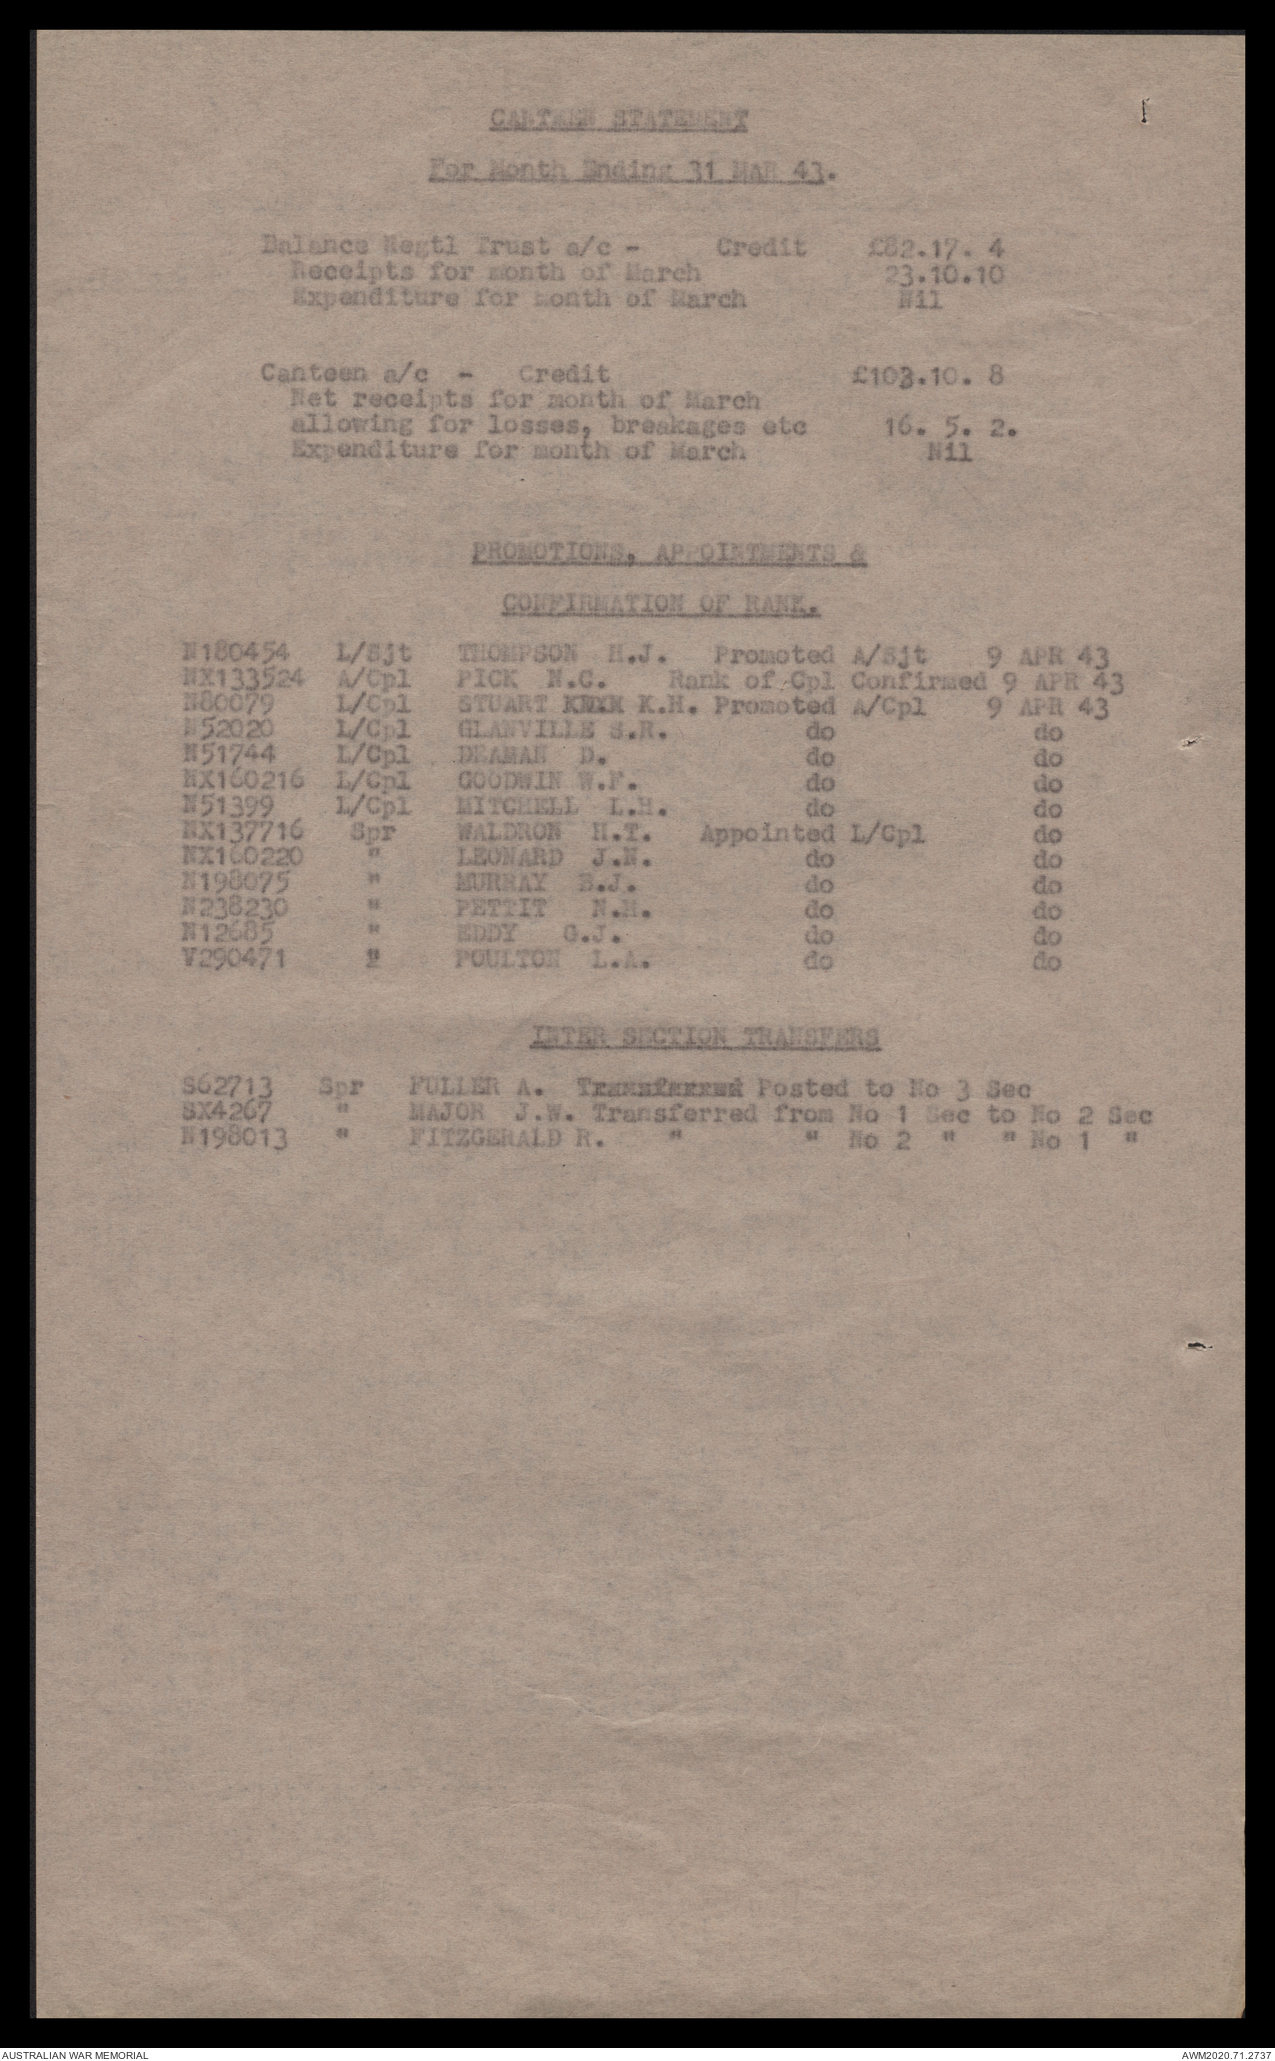 CANTEEN STATEMENT
For Month Ending 31 MAR 43.
Balance Regtl Trust a/c - Credit £82.17. 4
Receipts for month of March 23.10.10
Expenditure for month of March Nil
Canteen a/c - Credit £103.10. 8
Net receipts for month of March
allowing for losses, breakages etc 16. 5. 2.
Expenditure for month of March Nil
PROMOTIONS, APPOINTMENTS &
CONFIRMATION OF RANK.
N180454 L/Sjt THOMPSON H.J. Promoted A/Sjt 9 APR 43
NX133524 A/Cpl PICK N.C. Rank of Cpl Confirmed 9 APR 43
N80079 L/Cpl STUART K.H. Promoted A/Cpl 9 APR 43
N52020 L/Cpl GLANVILLE S.R. do do
N51744 L/Cpl DEAMAN D. do do
NX160216 L/Cpl GOODWIN W.F. do do
N51399 L/Cpl MITCHELL L.H. do do
NX137716 Spr WALDRON H.T. Appointed L/Cpl do
NX160220 " LEONARD J.N. do do
N198075 " MURRAY B.J. do do
N238230 " PETTIT N.M. do do
N12685 " EDDY G.J. do do
V290471 " POULTON L.A. do do
INTER SECTION TRANSFERS
S62713 Spr FULLER A. Transferred Posted to No 3 Sec
SX4267 " MAJOR J.W. Transferred from No 1 Sec to No 2 Sec
N198013 " FITZGERALD R. " " No 2 " " No 1 "
AUSTRALIAN WAR MEMORIAL AWM2020.71.2737